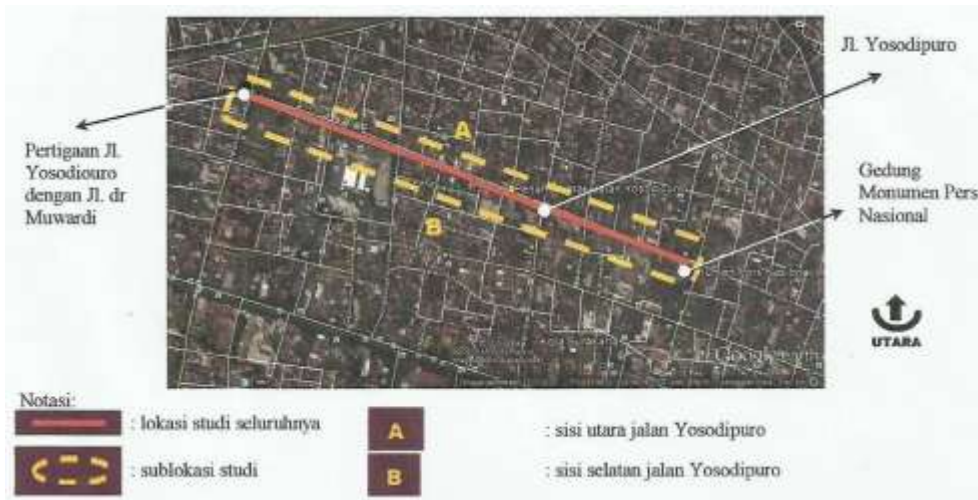 Jl. Yosodipuro
A
Pertigaan Jl.
Yosodiouro
dengan Jl. dr
Muwardi
Gedung
Monumen Pers
Nasional
B
UTARA
Notasi:
: lokasi studi seluruhnya
A
: sisi utara jalan Yosodipuro
: sublokasi studi
B
: sisi selatan jalan Yosodipuro